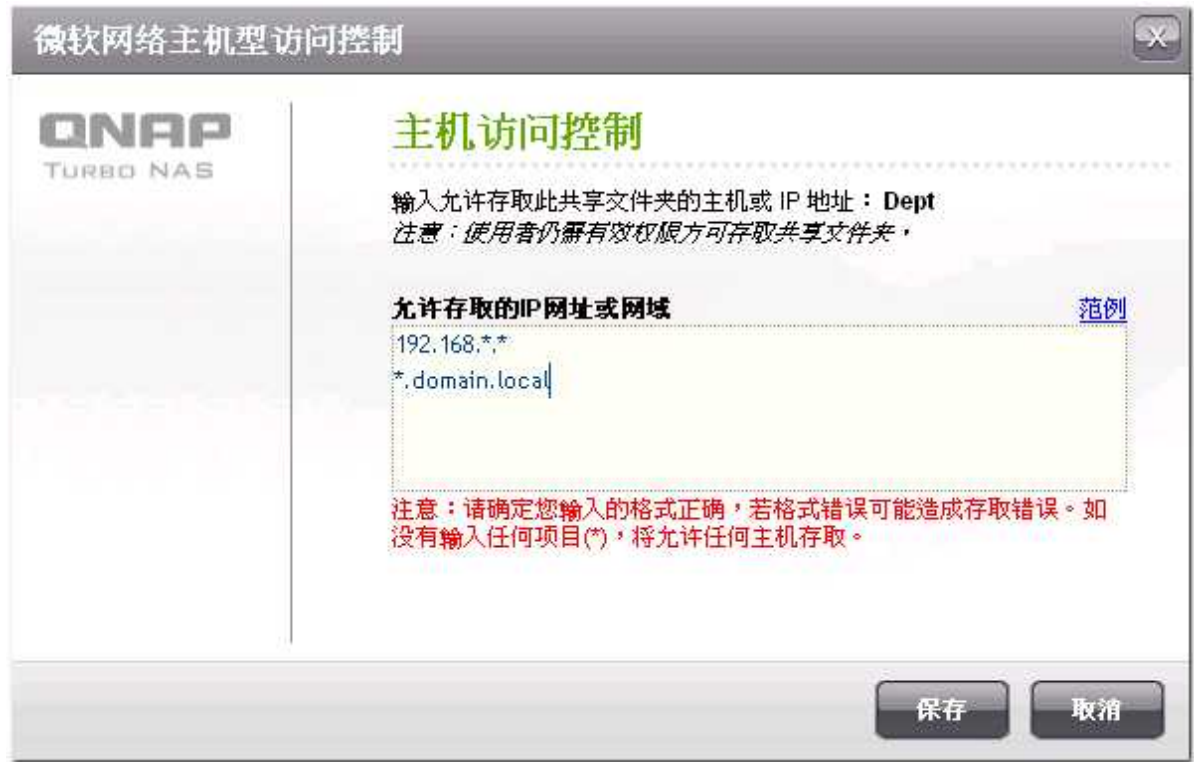 微软网络主机型访问控制
X
QNAP
TURBO NAS
主机访问控制
输入允许存取此共享文件夹的主机或 IP 地址：Dept
注意：使用者仍需有效权限方可存取共享文件夹，
允许存取的IP网址或网域
范例
192.168.*.*
*.domain.local
注意：请确定您输入的格式正确，若格式错误可能造成存取错误。如
没有输入任何项目(*)，将允许任何主机存取。
保存
取消